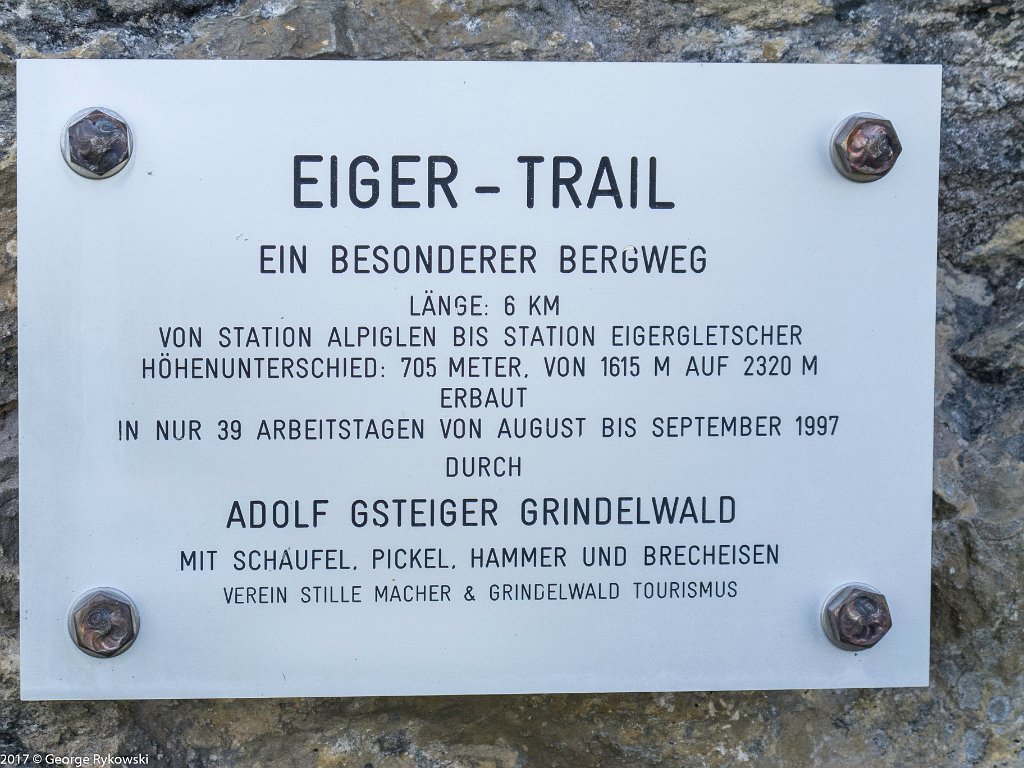 EIGER - TRAIL
EIN BESONDERER BERGWEG
LÄNGE: 6 KM
VON STATION ALPIGLEN BIS STATION EIGERGLETSCHER
HÖHENUNTERSCHIED: 705 METER, VON 1615 M AUF 2320 M
ERBAUT
IN NUR 39 ARBEITSTAGEN VON AUGUST BIS SEPTEMBER 1997
DURCH
ADOLF GSTEIGER GRINDELWALD
MIT SCHAUFEL, PICKEL, HAMMER UND BRECHEISEN
VEREIN STILLE MACHER & GRINDELWALD TOURISMUS
2017 © George Rykowski